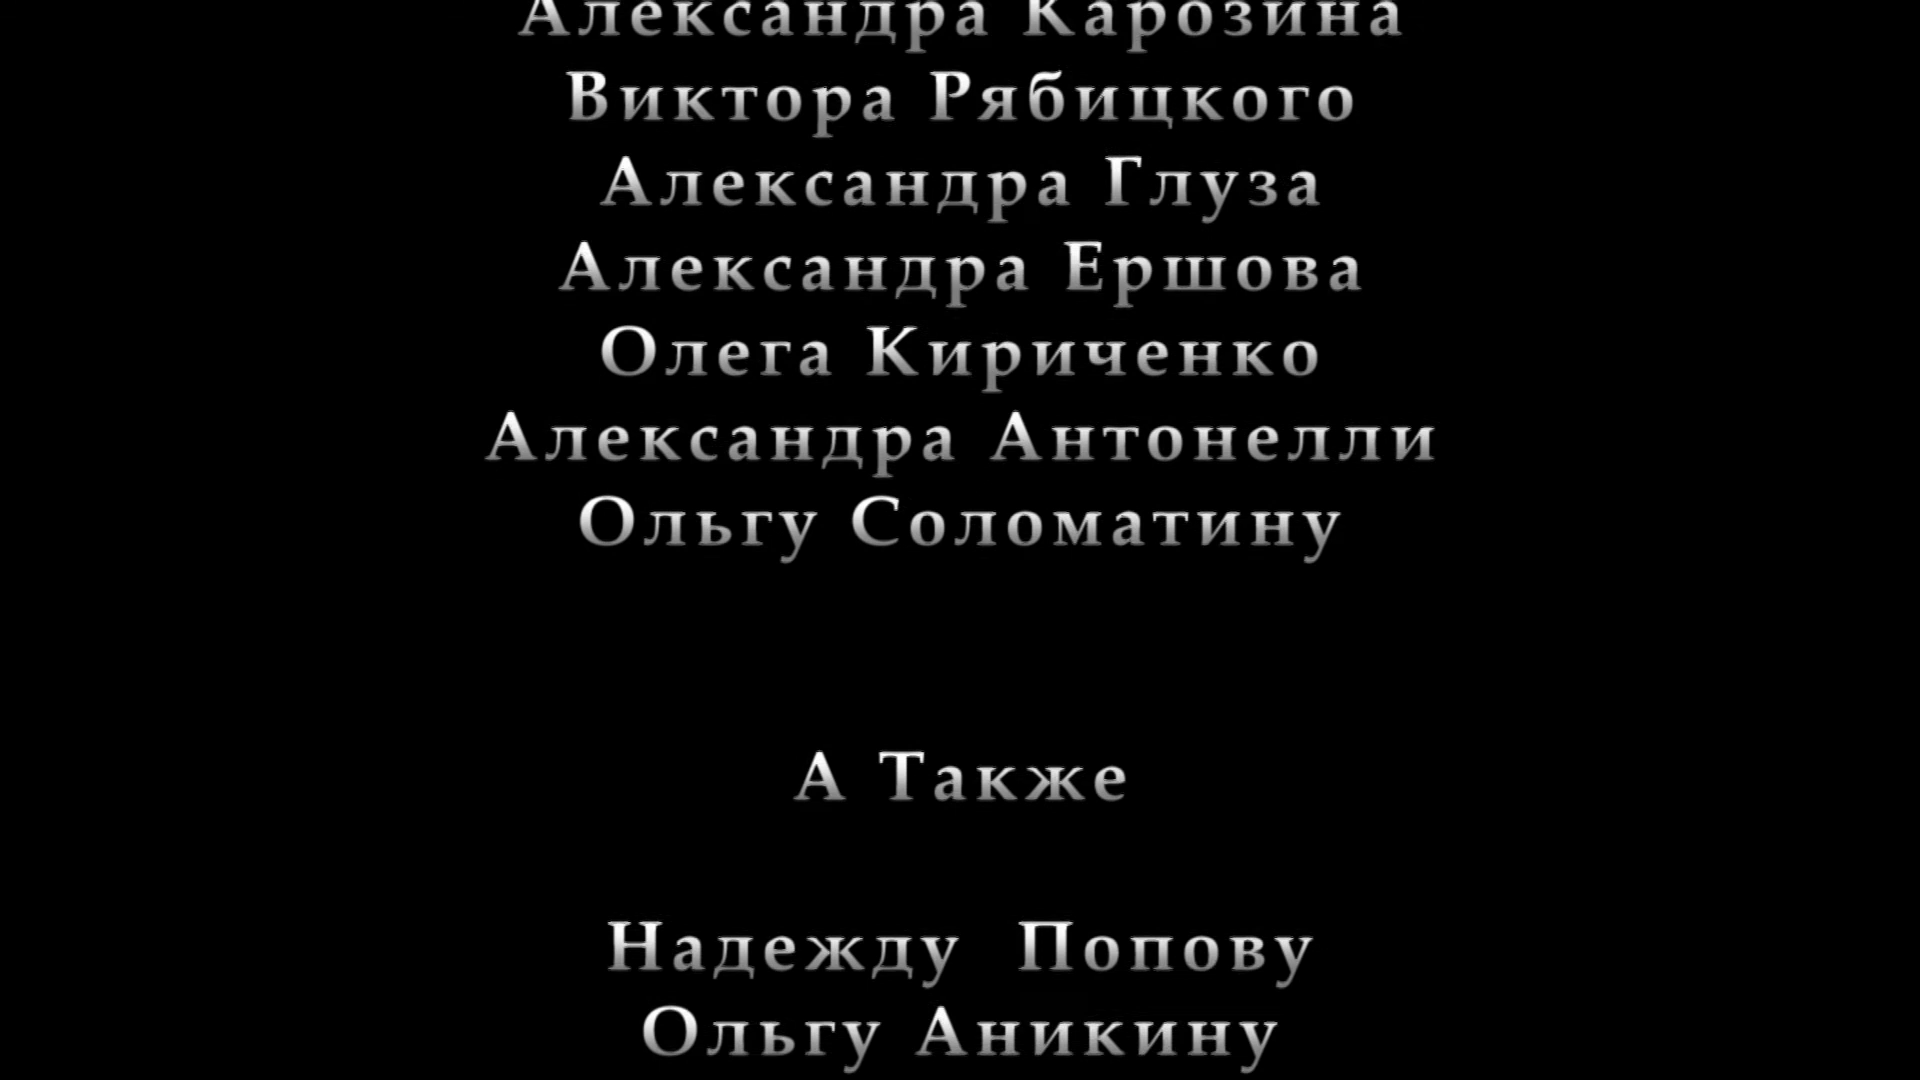 Александра Карозина
Виктора Рябицкого
Александра Глуза
Александра Ершова
Олега Кириченко
Александра Антонелли
Ольгу Соломатину
А Также
Надежду Попову
Ольгу Аникину